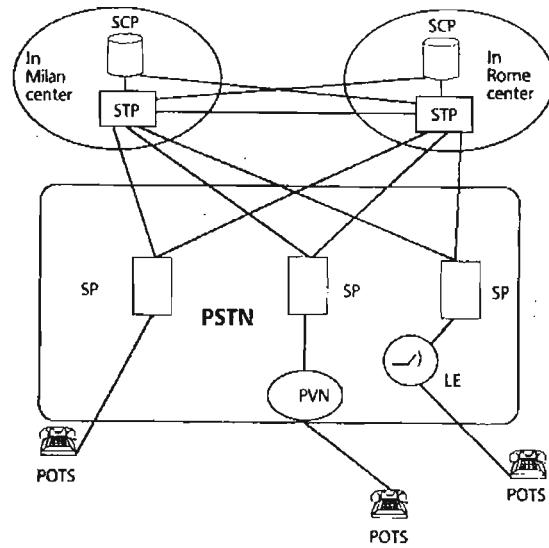 SCP
In
Milan
center
STP
SCP
In
Rome
center
STP
SP
PSTN
SP
SP
LE
PVN
POTS
POTS
POTS